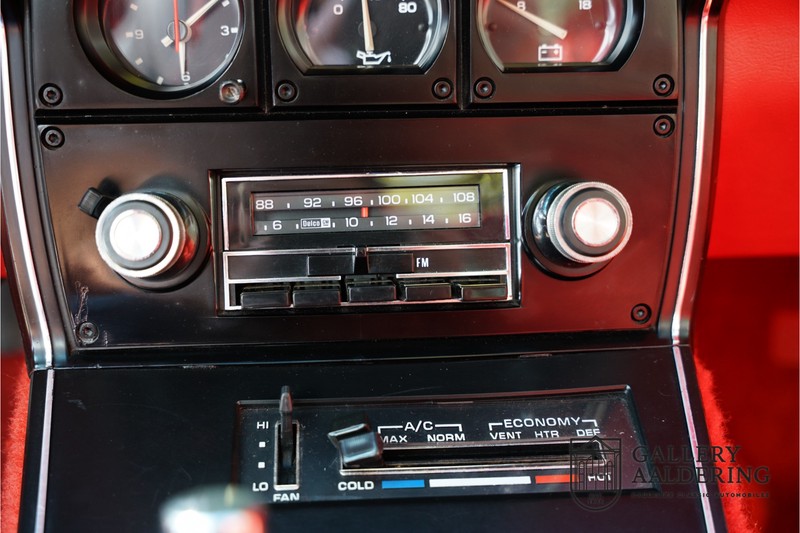 9 3
6
0 80
8 18
88 92 96 100 104 108
6 Delco 10 12 14 16
FM
HI A/C ECONOMY
MAX NORM VENT HTR DEF
LO COLD HOT
FAN
GALLERY
AALDERING